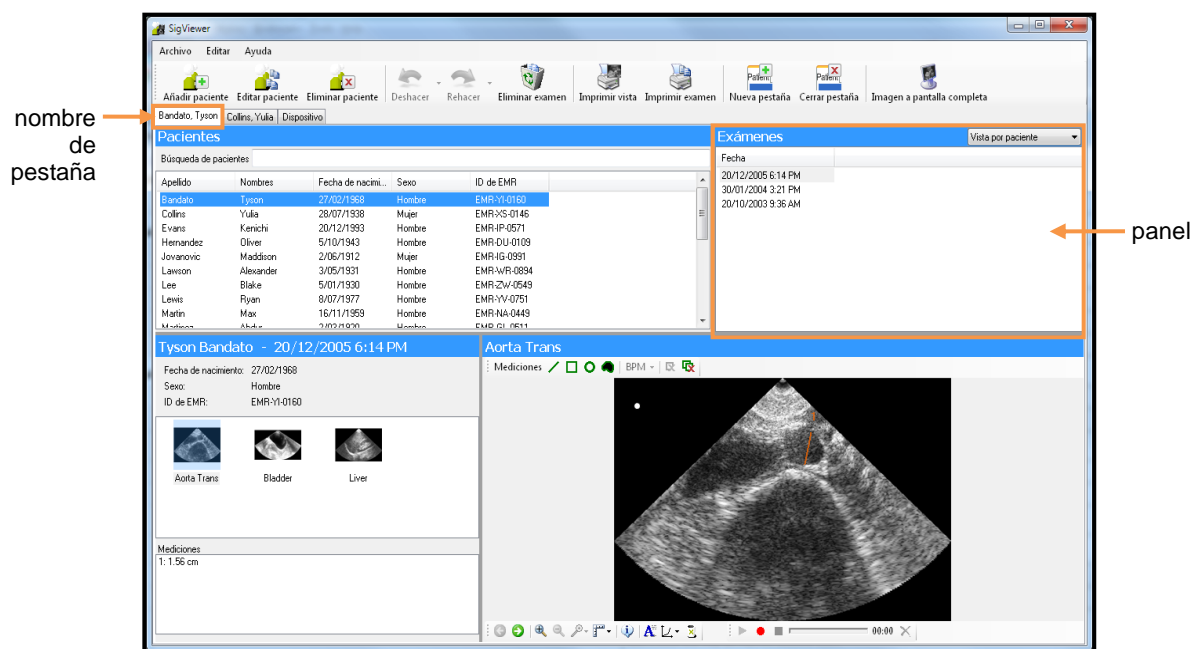 SigViewer
Archivo Editar Ayuda
Añadir paciente Editar paciente Eliminar paciente Deshacer Rehacer Eliminar examen Imprimir vista Imprimir examen Nueva pestaña Cerrar pestaña Imagen a pantalla completa
nombre
de
pestaña
Bandato, Tyson Collins, Yulia Dispositivo
Pacientes
Búsqueda de pacientes
Apellido Nombres Fecha de nacimi... Sexo ID de EMR
Bandato Tyson 27/02/1968 Hombre EMR-YI-0160
Collins Yulia 28/07/1938 Mujer EMR-XS-0146
Evans Kenichi 20/12/1993 Hombre EMR-IP-0571
Hernandez Oliver 5/10/1943 Hombre EMR-DU-0109
Jovanovic Maddison 2/06/1912 Mujer EMR-IG-0991
Lawson Alexander 3/05/1931 Hombre EMR-WR-0894
Lee Blake 5/01/1930 Hombre EMR-ZW-0549
Lewis Ryan 8/07/1977 Hombre EMR-YV-0751
Martin Max 16/11/1959 Hombre EMR-NA-0449
Martinez Abdur 2/03/1920 Hombre EMR-GL-0511
Exámenes Vista por paciente
Fecha
20/12/2005 6:14 PM
30/01/2004 3:21 PM
20/10/2003 9:36 AM
panel
Tyson Bandato - 20/12/2005 6:14 PM
Fecha de nacimiento: 27/02/1968
Sexo: Hombre
ID de EMR: EMR-YI-0160
Aorta Trans Bladder Liver
Mediciones
1: 1.56 cm
Aorta Trans
Mediciones BPM
00:00